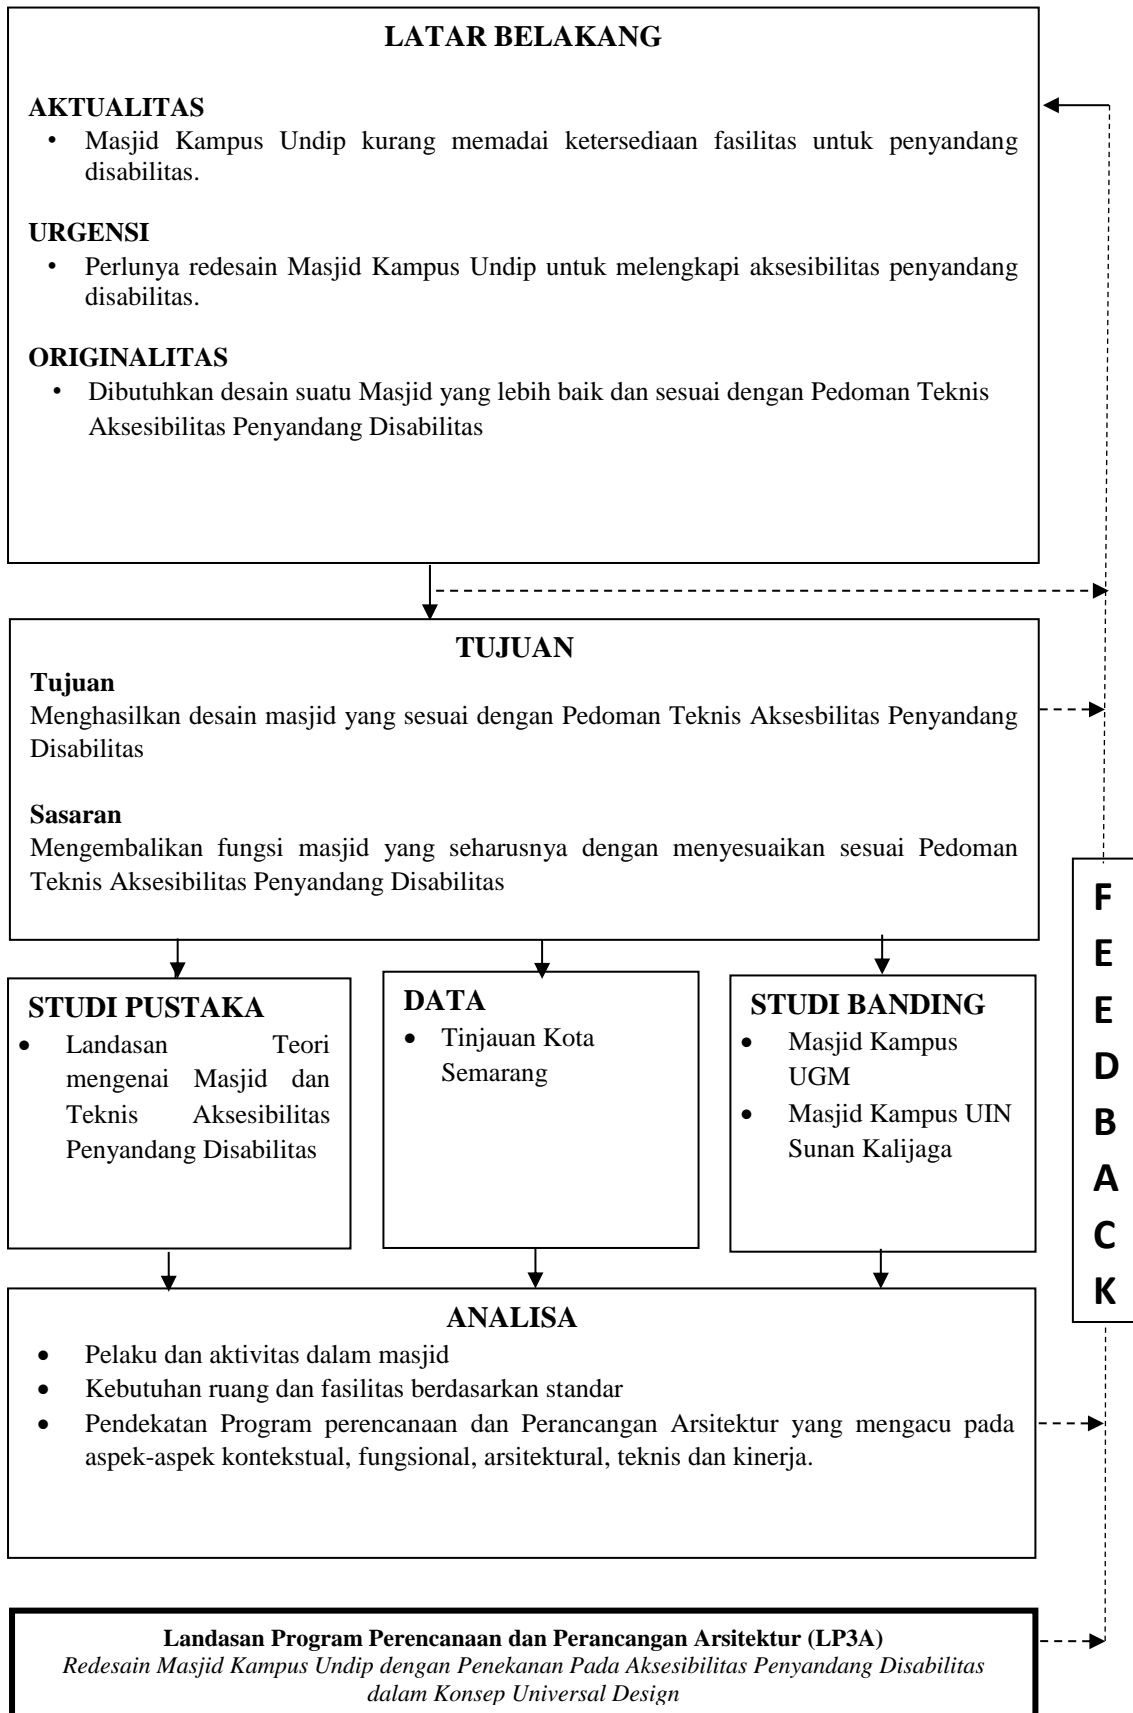 LATAR BELAKANG
AKTUALITAS
• Masjid Kampus Undip kurang memadai ketersediaan fasilitas untuk penyandang
disabilitas.
URGENSI
• Perlunya redesain Masjid Kampus Undip untuk melengkapi aksesibilitas penyandang
disabilitas.
ORIGINALITAS
• Dibutuhkan desain suatu Masjid yang lebih baik dan sesuai dengan Pedoman Teknis
Aksesibilitas Penyandang Disabilitas
TUJUAN
Tujuan
Menghasilkan desain masjid yang sesuai dengan Pedoman Teknis Aksesbilitas Penyandang
Disabilitas
Sasaran
Mengembalikan fungsi masjid yang seharusnya dengan menyesuaikan sesuai Pedoman
Teknis Aksesibilitas Penyandang Disabilitas
STUDI PUSTAKA
• Landasan Teori
mengenai Masjid dan
Teknis Aksesibilitas
Penyandang Disabilitas
DATA
• Tinjauan Kota
Semarang
STUDI BANDING
• Masjid Kampus
UGM
• Masjid Kampus UIN
Sunan Kalijaga
F
E
E
D
B
A
C
K
ANALISA
• Pelaku dan aktivitas dalam masjid
• Kebutuhan ruang dan fasilitas berdasarkan standar
• Pendekatan Program perencanaan dan Perancangan Arsitektur yang mengacu pada
aspek-aspek kontekstual, fungsional, arsitektural, teknis dan kinerja.
Landasan Program Perencanaan dan Perancangan Arsitektur (LP3A)
Redesain Masjid Kampus Undip dengan Penekanan Pada Aksesibilitas Penyandang Disabilitas
dalam Konsep Universal Design